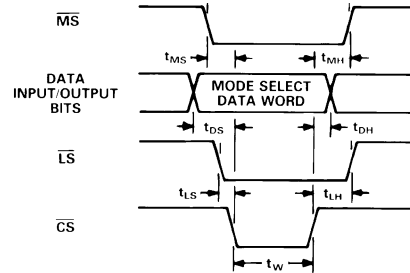 MS
tMS
tMH
DATA
INPUT/OUTPUT
BITS
MODE SELECT
DATA WORD
tDS
tDH
LS
tLS
tLH
CS
tW